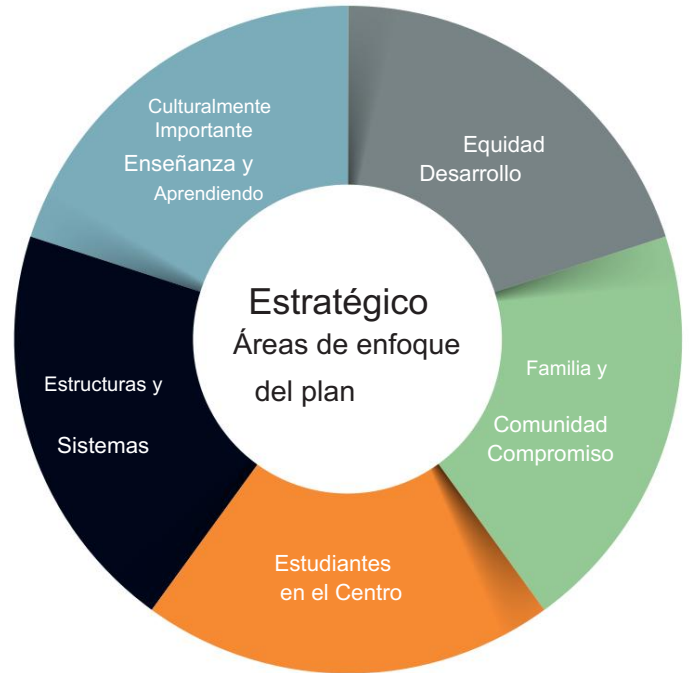 Culturalmente
Importante
Enseñanza y
Aprendiendo
Equidad
Desarrollo
Estratégico
Áreas de enfoque
del plan
Estructuras y
Sistemas
Familia y
Comunidad
Compromiso
Estudiantes
en el Centro